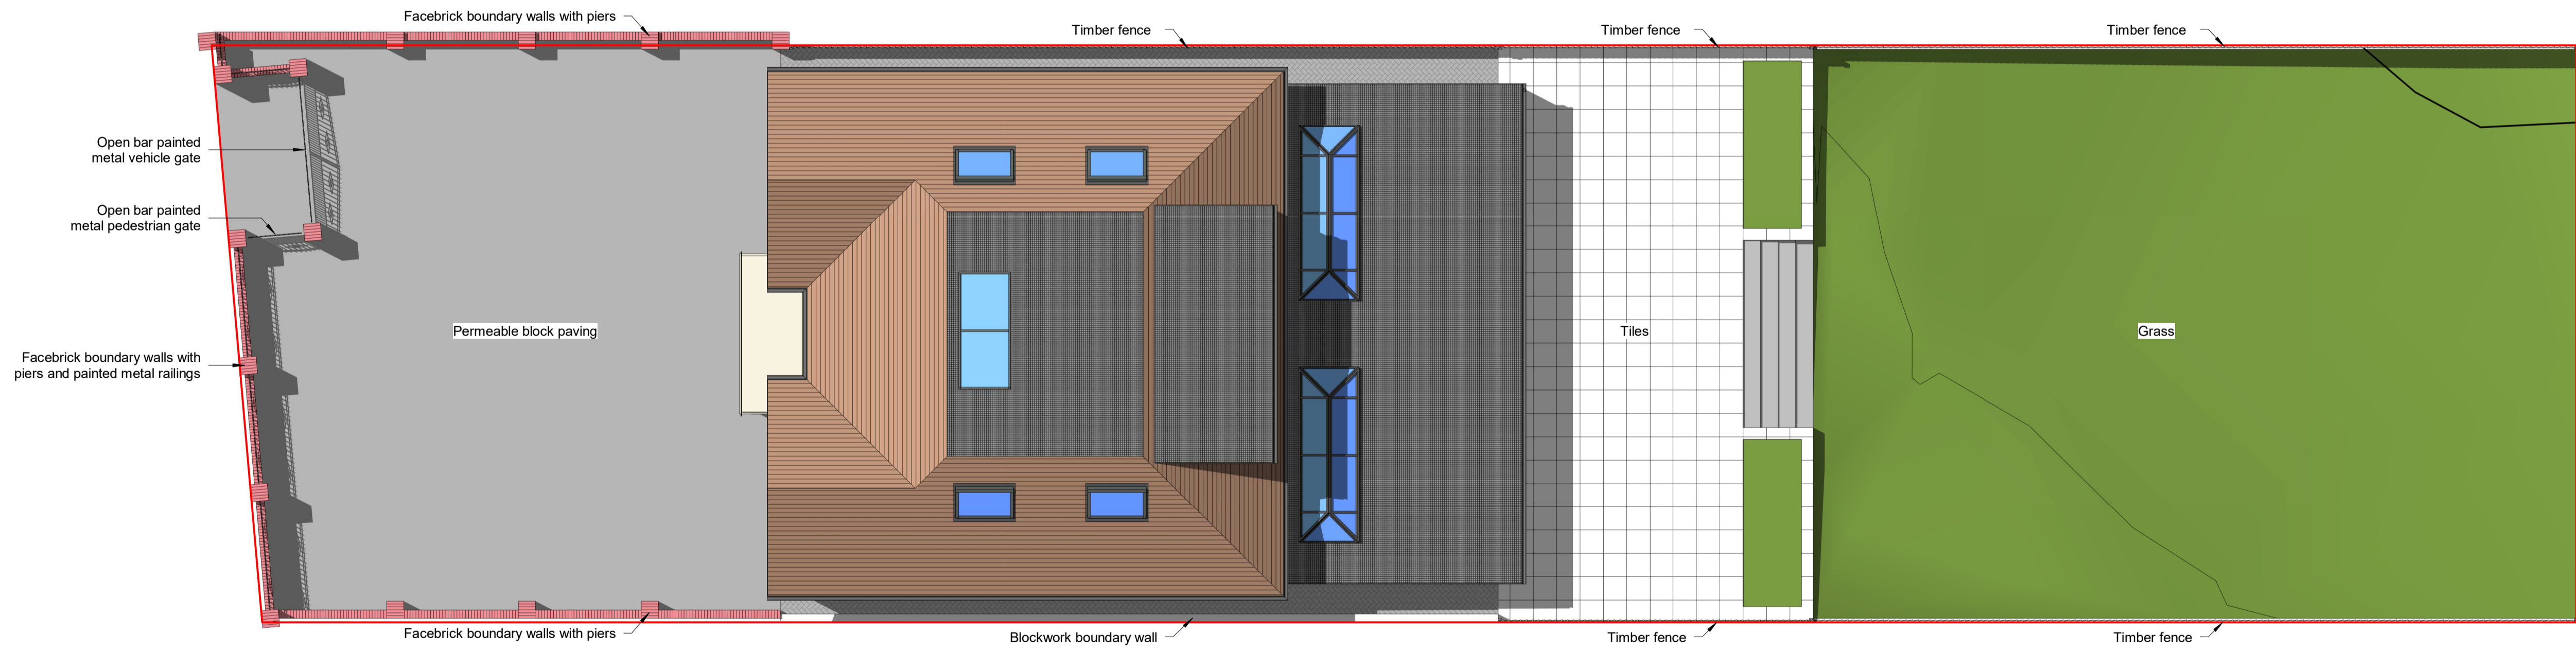 Facebrick boundary walls with piers
Timber fence
Timber fence
Timber fence
Open bar painted
metal vehicle gate
Open bar painted
metal pedestrian gate
Permeable block paving
Tiles
Grass
Facebrick boundary walls with
piers and painted metal railings
Facebrick boundary walls with piers
Blockwork boundary wall
Timber fence
Timber fence